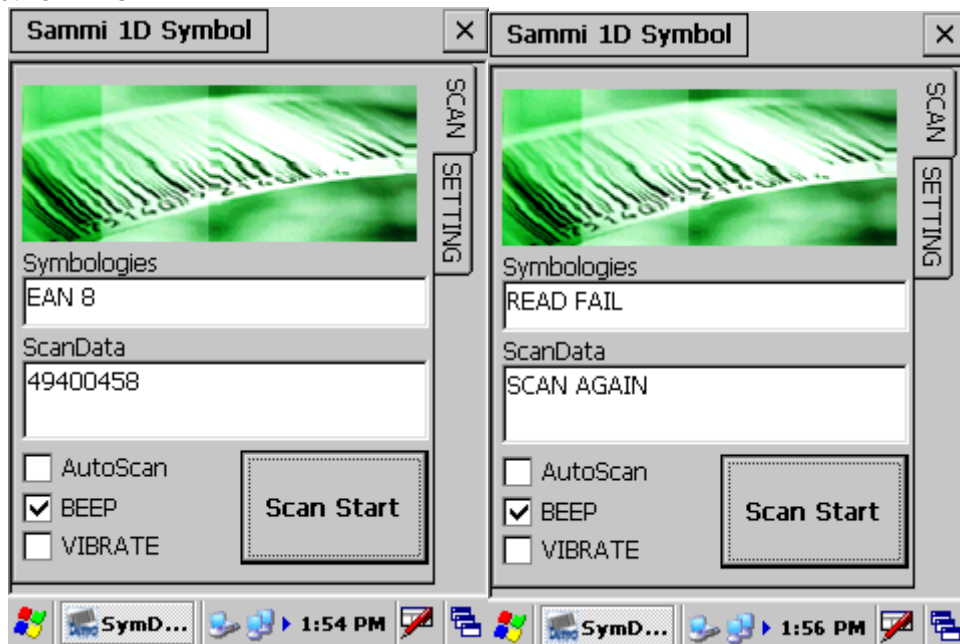 Sammi 1D Symbol
SCAN
SETTING
Symbologies
EAN 8
ScanData
49400458
AutoScan
BEEP
VIBRATE
Scan Start
SymD...
1:54 PM
Sammi 1D Symbol
SCAN
SETTING
Symbologies
READ FAIL
ScanData
SCAN AGAIN
AutoScan
BEEP
VIBRATE
Scan Start
SymD...
1:56 PM